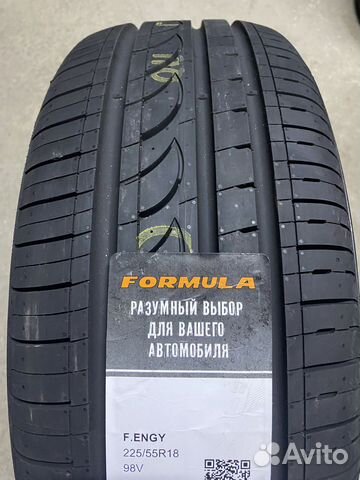 FORMULA
РАЗУМНЫЙ ВЫБОР
ДЛЯ ВАШЕГО
АВТОМОБИЛЯ
F.ENGY
225/55R18
98V
Avito